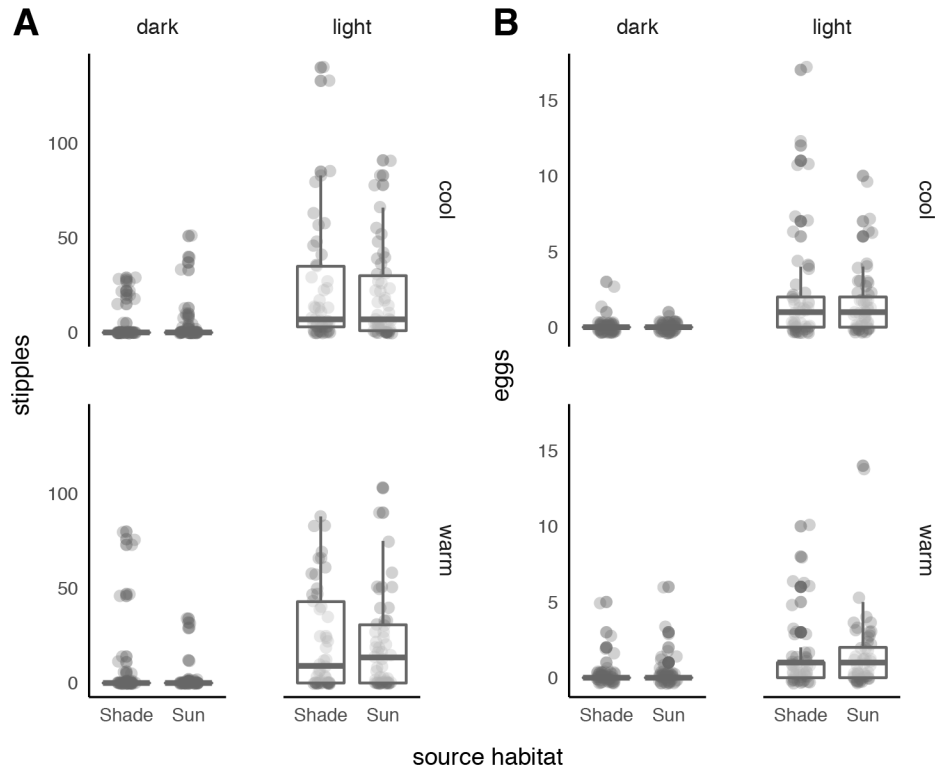 A
dark
light
B
dark
light
100
50
0
cool
15
10
5
0
cool
stipples
eggs
100
50
0
warm
15
10
5
0
warm
Shade
Sun
Shade
Sun
Shade
Sun
Shade
Sun
source habitat